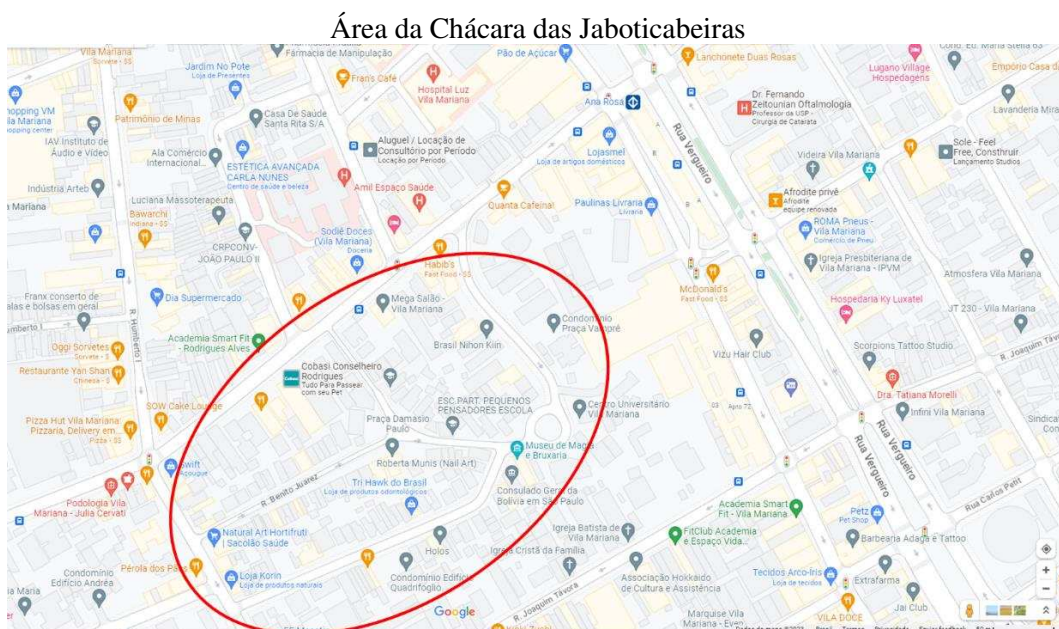 Área da Chácara das Jaboticabeiras
Vila Mariana
Sorvete - $$
Farmácia de Manipulação
Pão de Açúcar
Lanchonete Duas Rosas
Cond. Ed. Maria Stella 63
Jardim No Pote
Loja de Presentes
Fran's Café
Hospital Luz
Vila Mariana
Lugano Village
Hospedagens
Empório Casa da
Patrimônio de Minas
Casa De Saúde
Santa Rita S/A
Ana Rosa
Dr. Fernando
Zeitounian Oftalmologia
Professor da USP -
Cirurgia de Catarata
Lavanderia Mar
IAV Instituto de
Áudio e Vídeo
Ala Comércio
Internacional...
Aluguel / Locação de
Consultório por Período
Locação por Período
Lojasmel
Loja de artigos domésticos
Rua Vergueiro
Videira Vila Mariana
Sole - Feel
Free, Consthruir
Lançamento Studios
ESTÉTICA AVANÇADA
CARLA NUNES
Centro de saúde e beleza
Indústria Arteb
Luciana Massoterapeuta
Amil Espaço Saúde
Quanta Cafeína!
Paulinas Livraria
Livraria
Afrodite privê
Afrodite
equipe renovada
Bawarchi
Indiana - $$
CRPCONV-
JOÃO PAULO II
Sodiê Doces
(Vila Mariana)
Doceria
ROMA Pneus -
Vila Mariana
Comércio de Pneu
Habib's
Fast Food - $$
Igreja Presbiteriana de
Vila Mariana - IPVM
Atmosfera Vila Mariana
Franx conserto de
alas e bolsas em geral
Dia Supermercado
Mega Salão -
Vila Mariana
McDonald's
Fast Food - $$
Hospedaria Ky Luxatel
R. Humberto I
Condomínio
Praça Vampré
JT 230 - Vila Mariana
Academia Smart Fit
- Rodrigues Alves
Brasil Nihon Kiin
Oggi Sorvetes
Sorvete - $$
Vizu Hair Club
Scorpions Tattoo Studio
R. Joaquim Távora
Restaurante Yan Shan
Chinesa - $
Cobasi Conselheiro
Rodrigues
Tudo Para Passear
com seu Pet
Dra. Tatiana Morelli
SOW Cake Lounge
ESC.PART. PEQUENOS
PENSADORES ESCOLA
Centro Universitário
Vila Mariana
Infini Vila Mariana
Pizza Hut Vila Mariana:
Pizzaria, Delivery em...
Pizza - $$
Praça Damasio
Paulo
Museu de Magia
e Bruxaria
Rua Vergueiro
Rua Vergueiro
Swift
Açougue
Roberta Munis (Nail Art)
R. Benito Juárez
Tri Hawk do Brasil
Loja de produtos odontológicos
Consulado Geral da
Bolívia em São Paulo
Podologia Vila
Mariana - Julia Cervati
Academia Smart
Fit - Vila Mariana
Petz
Pet Shop
Rua Carlos Petit
Natural Art Hortifruti
| Sacolão Saúde
Igreja Batista de
Vila Mariana
FitClub Academia
e Espaço Vida...
Barbearia Adaga e Tattoo
Holos
Igreja Cristã da Família
Pérola dos Pães
Condomínio
Edifício Andréa
Loja Korin
Loja de produtos naturais
Condomínio Edifício
Quadrifóglio
Associação Hokkaido
de Cultura e Assistência
Tecidos Arco-Íris
Loja de tecidos
Extrafarma
Google
R. Joaquim Távora
Marquise Vila
Mariana - Even
VILA DOCE
Jai Club